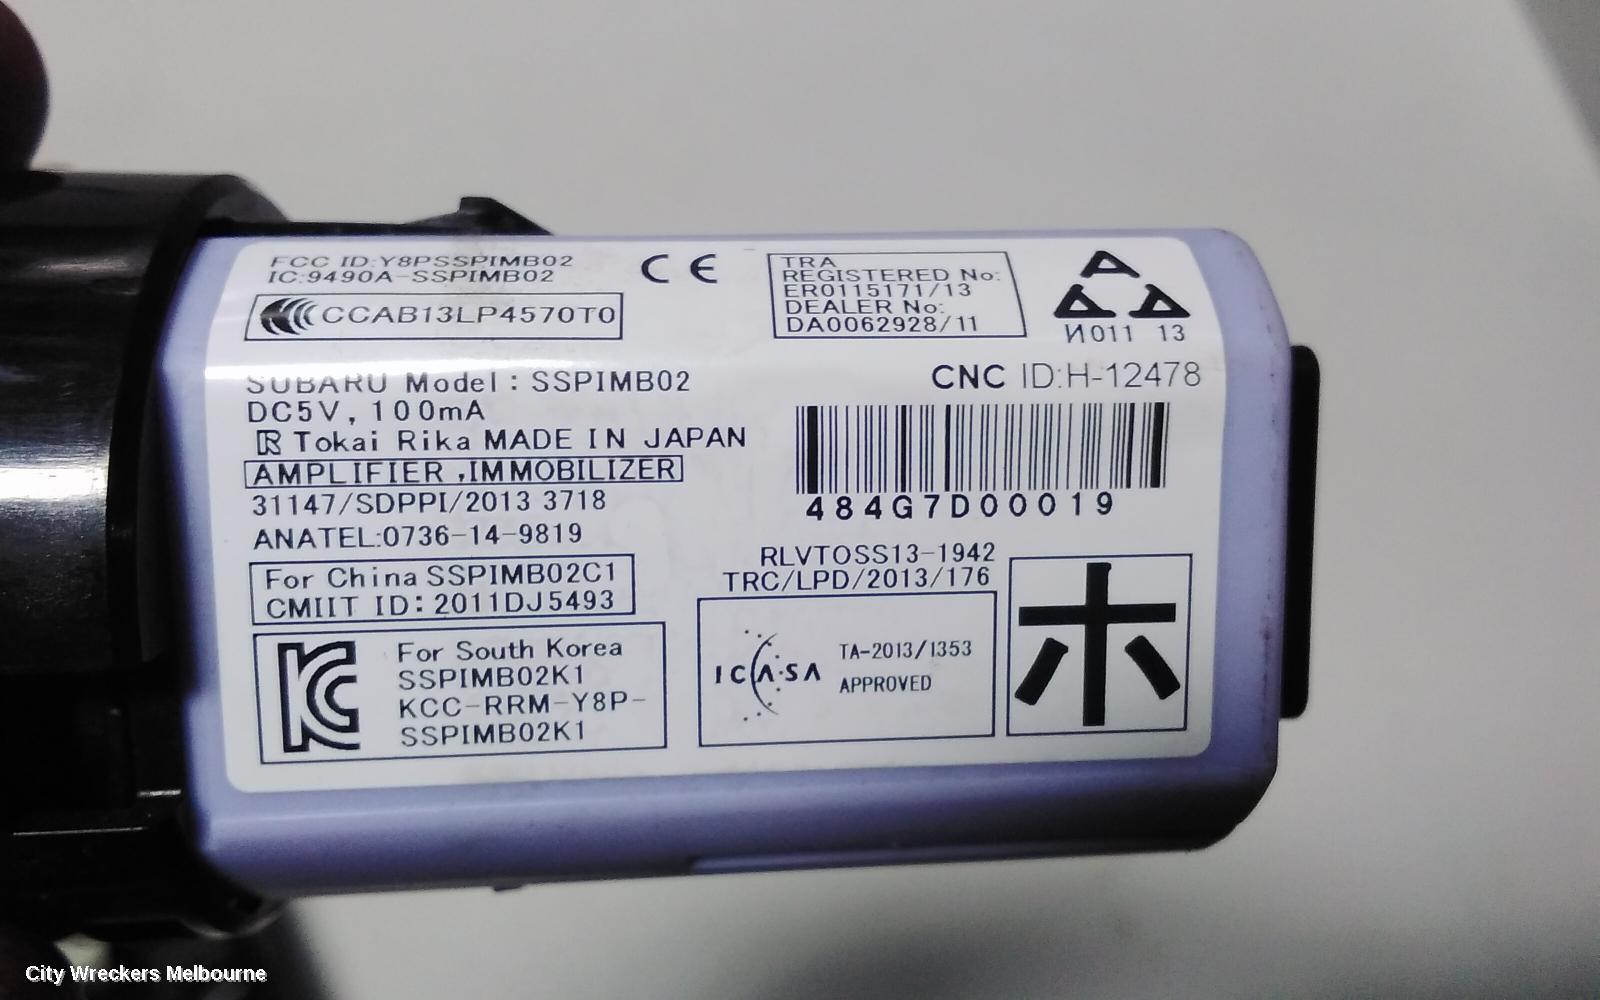 FCC ID:Y8PSSPIMB02
IC:9490A-SSPIMB02
CE
CCAB13LP4570T0
TRA
REGISTERED No:
ER0115171/13
DEALER No:
DA0062928/11
И011 13
SUBARU Model : SSPIMB02
DC5V, 100mA
Tokai Rika MADE IN JAPAN
AMPLIFIER ,IMMOBILIZER
31147/SDPPI/2013 3718
ANATEL:0736-14-9819
CNC ID:H-12478
484G7D00019
For China SSPIMB02C1
CMIIT ID: 2011DJ5493
For South Korea
SSPIMB02K1
KCC-RRM-Y8P-
SSPIMB02K1
RLVTOSS13-1942
TRC/LPD/2013/176
ICASA
TA-2013/1353
APPROVED
City Wreckers Melbourne